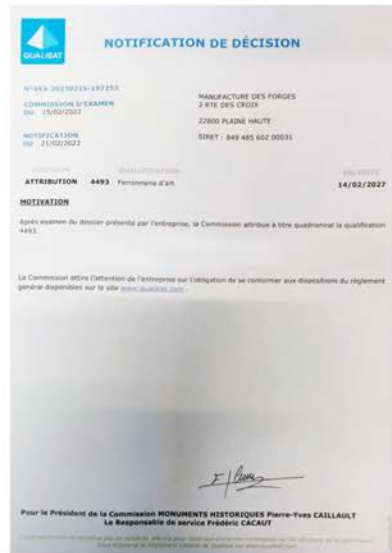 QUALIBAT
NOTIFICATION DE DÉCISION
N°453-20230215-197253
COMMISSION D'EXAMEN
DU 15/02/2023
NOTIFICATION
DU
MANUFACTURE DES FORGES
2 RTE DES CROIX
22800 PLAINE HAUTE
SIRET : 849 485 602 00031
QUALIFICATION VALIDITÉ
ATTRIBUTION 4493 Ferronnerie d'art 14/02/2027
MOTIVATION
Après examen du dossier présenté par l'entreprise, la Commission attribue à titre quadriennal la qualification
4493.
La Commission attire l'attention de l'entreprise sur l'obligation de se conformer aux dispositions du règlement
général disponibles sur le site www.qualibat.com .
Pour le Président de la Commission MONUMENTS HISTORIQUES Pierre-Yves CAILLAULT
Le Responsable de service Frédéric CACAUT